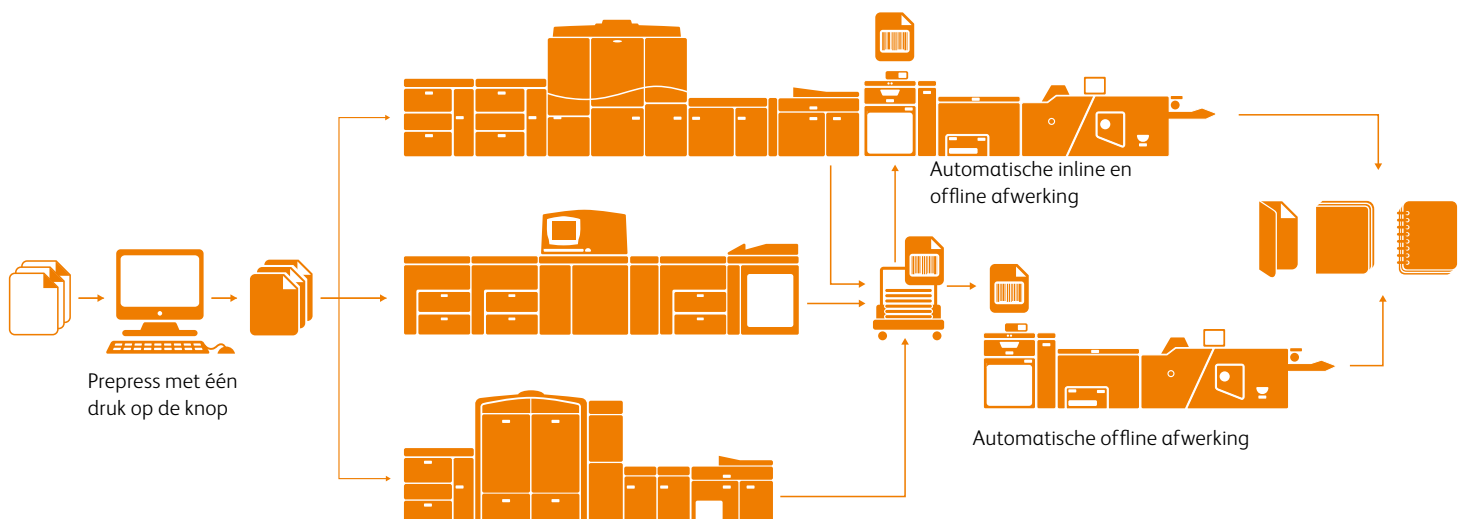 Automatische inline en
offline afwerking
Prepress met één
druk op de knop
Automatische offline afwerking